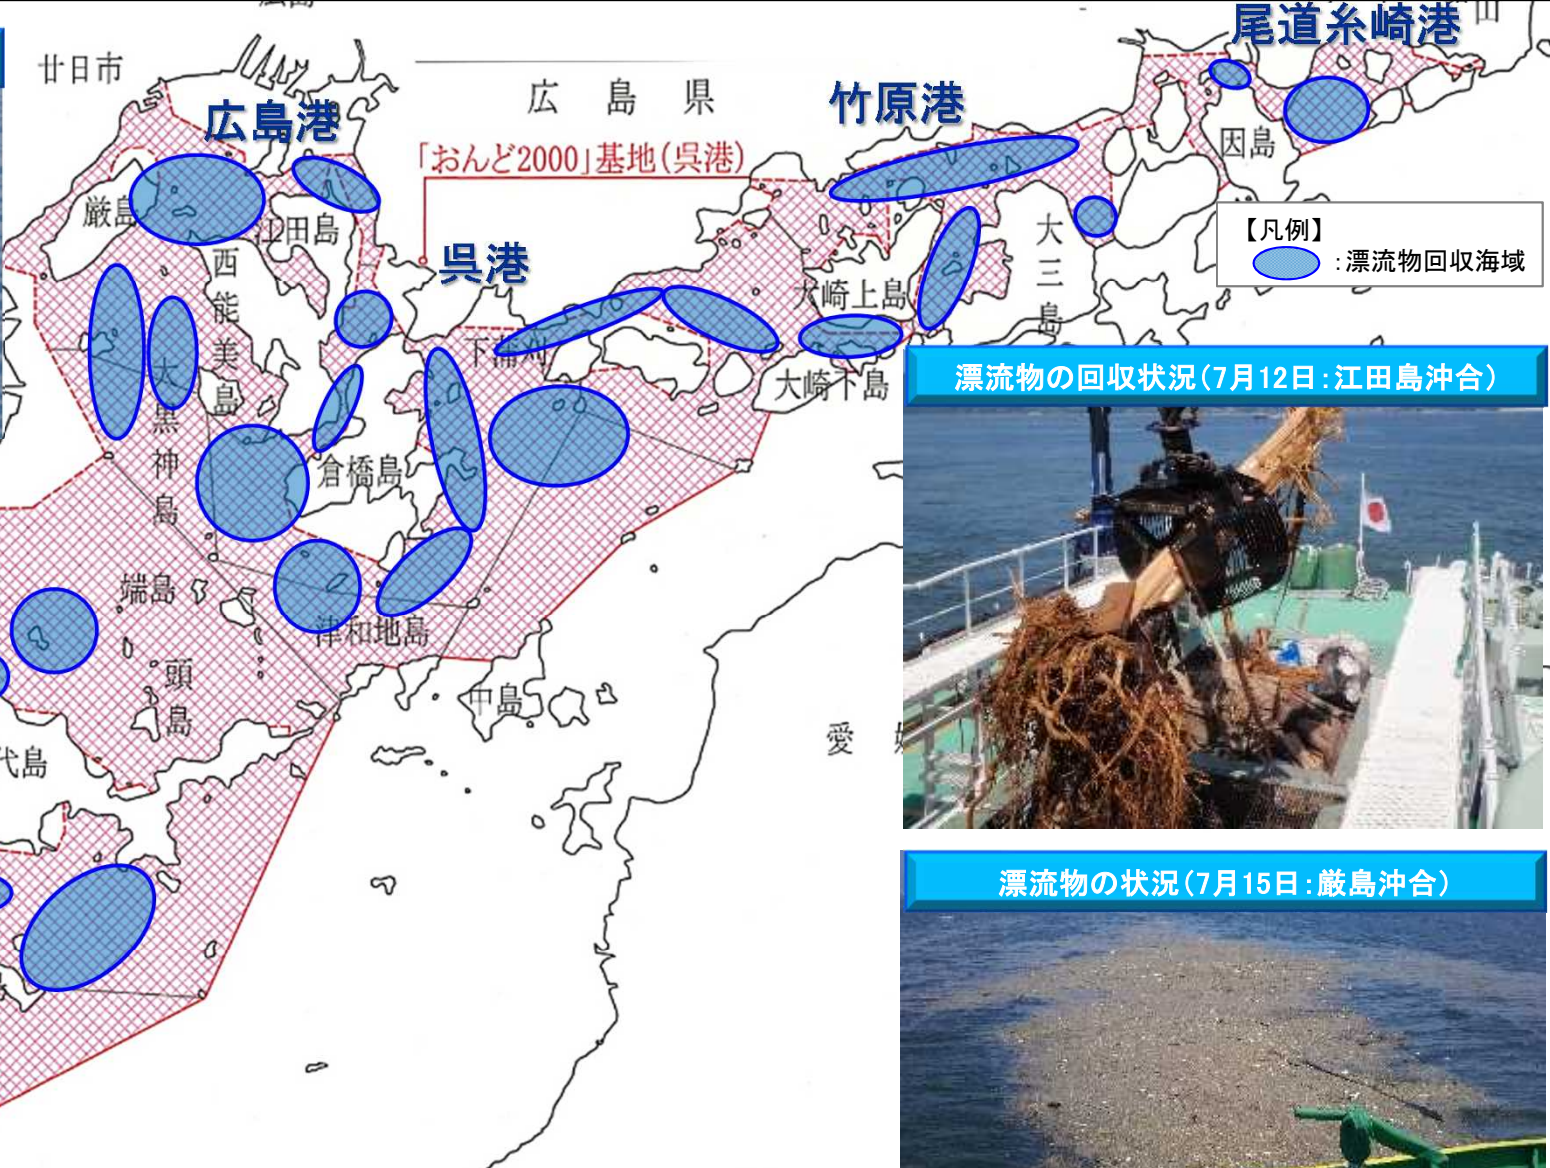 尾道糸崎港
廿日市
広島県
竹原港
広島港
「おんど2000」基地(呉港)
因島
厳島
江田島
大三島
【凡例】
:漂流物回収海域
呉港
西能美島
大崎上島
下蒲刈
大崎下島
漂流物の回収状況(7月12日:江田島沖合)
大黒神島
倉橋島
端島
津和地島
頭島
中島
愛
代島
漂流物の状況(7月15日:厳島沖合)